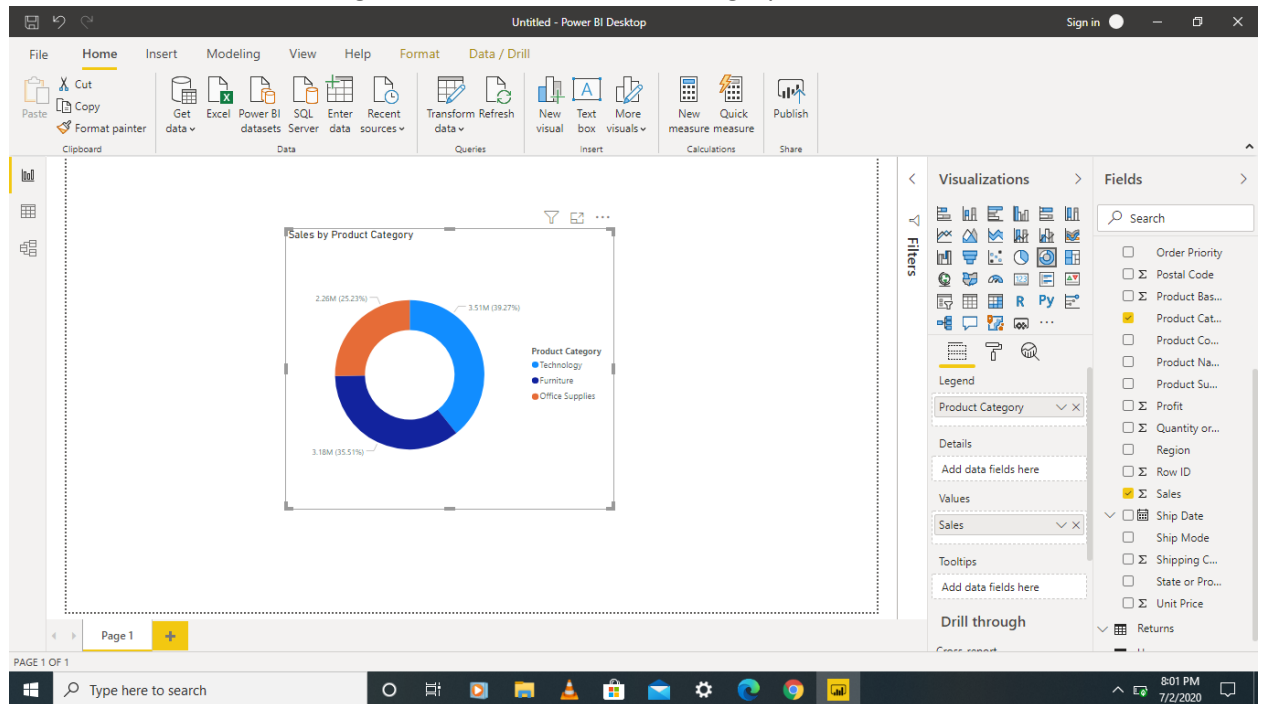 Untitled - Power BI Desktop
Sign in
File Home Insert Modeling View Help Format Data / Drill
Paste
Cut
Copy
Format painter
Clipboard
Get data
Excel
Power BI datasets
SQL Server
Enter data
Recent sources
Data
Transform data
Refresh
Queries
New visual
Text box
More visuals
Insert
New measure
Quick measure
Calculations
Publish
Share
Sales by Product Category
2.26M (25.23%)
3.51M (39.27%)
3.18M (35.51%)
Product Category
Technology
Furniture
Office Supplies
Filters
Visualizations
R Py
123
Legend
Product Category
Details
Add data fields here
Values
Sales
Tooltips
Add data fields here
Drill through
Cross-report
Fields
Search
Order Priority
Σ Postal Code
Σ Product Bas...
Product Cat...
Product Co...
Product Na...
Product Su...
Σ Profit
Σ Quantity or...
Region
Σ Row ID
Σ Sales
Ship Date
Ship Mode
Σ Shipping C...
State or Pro...
Σ Unit Price
Returns
Page 1
PAGE 1 OF 1
Type here to search
8:01 PM
7/2/2020